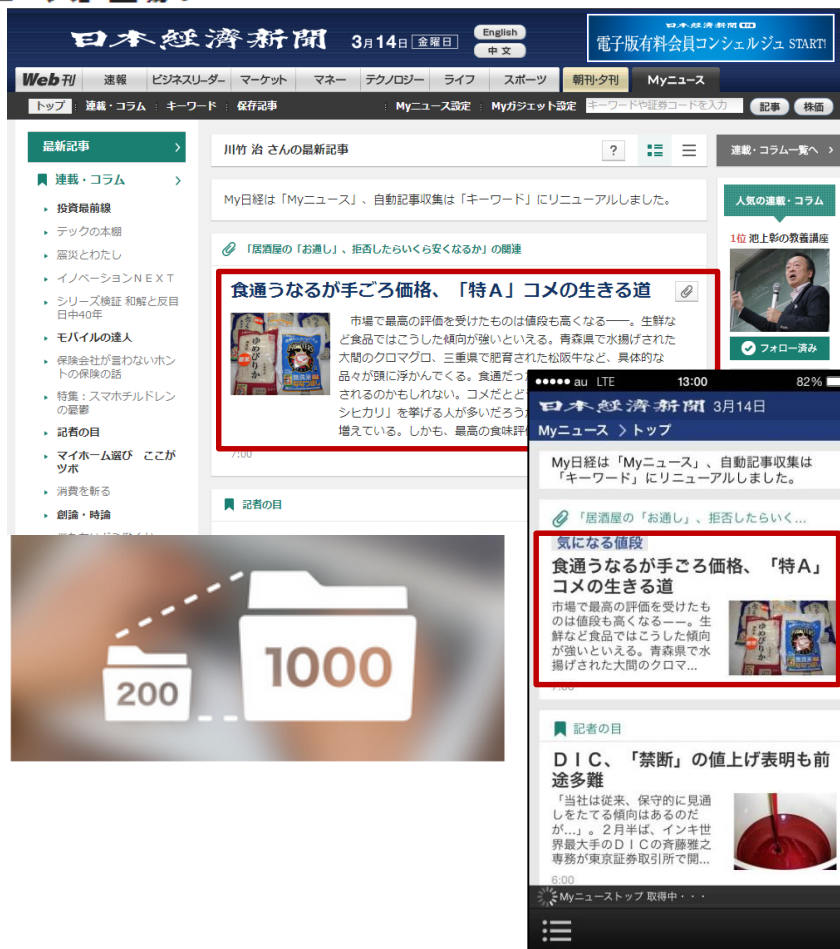 日本経済新聞 3月14日 金曜日 English 中文
日本経済新聞
電子版有料会員コンシェルジュ START!
Web刊 速報 ビジネスリーダー マーケット マネー テクノロジー ライフ スポーツ 朝刊・夕刊 Myニュース
トップ 連載・コラム キーワード 保存記事 Myニュース設定 Myガジェット設定 キーワードや証券コードを入力 記事 株価
最新記事
連載・コラム
投資最前線
テックの本棚
震災とわたし
イノベーションNEXT
シリーズ検証 和解と反目
日中40年
モバイルの達人
保険会社が言わないホン
トの保険の話
特集：スマホチルドレン
の憂鬱
記者の目
マイホーム選び ここが
ツボ
消費を斬る
創論・時論
川竹 治 さんの最新記事 ?
My日経は「Myニュース」、自動記事収集は「キーワード」にリニューアルしました。
「居酒屋の「お通し」、拒否したらいくら安くなるか」の関連
食通うなるが手ごろ価格、「特A」コメの生きる道
市場で最高の評価を受けたものは値段も高くなる――。生鮮な
ど食品ではこうした傾向が強いといえる。青森県で水揚げされた
大間のクロマグロ、三重県で肥育された松阪牛など、具体的な
品々が頭に浮かんでくる。食通だっ
されるのかもしれない。コメだとど
シヒカリ」を挙げる人が多いだろう
増えている。しかも、最高の食味評
7:00
記者の目
連載・コラム一覧へ
人気の連載・コラム
1位 池上彰の教養講座
フォロー済み
200
1000
au LTE 13:00 82%
日本経済新聞 3月14日
Myニュース > トップ
My日経は「Myニュース」、自動記事収集は
「キーワード」にリニューアルしました。
「居酒屋の「お通し」、拒否したらいく...
気になる値段
食通うなるが手ごろ価格、「特A」
コメの生きる道
市場で最高の評価を受けたも
のは値段も高くなるーー。生
鮮など食品ではこうした傾向
が強いといえる。青森県で水
揚げされた大間のクロマ...
7:00
記者の目
DIC、「禁断」の値上げ表明も前
途多難
「当社は従来、保守的に見通
しをたてる傾向はあるのだ
が...」。2月半ば、インキ世
界最大手のDICの斉藤雅之
専務が東京証券取引所で開...
6:00
Myニューストップ 取得中・・・